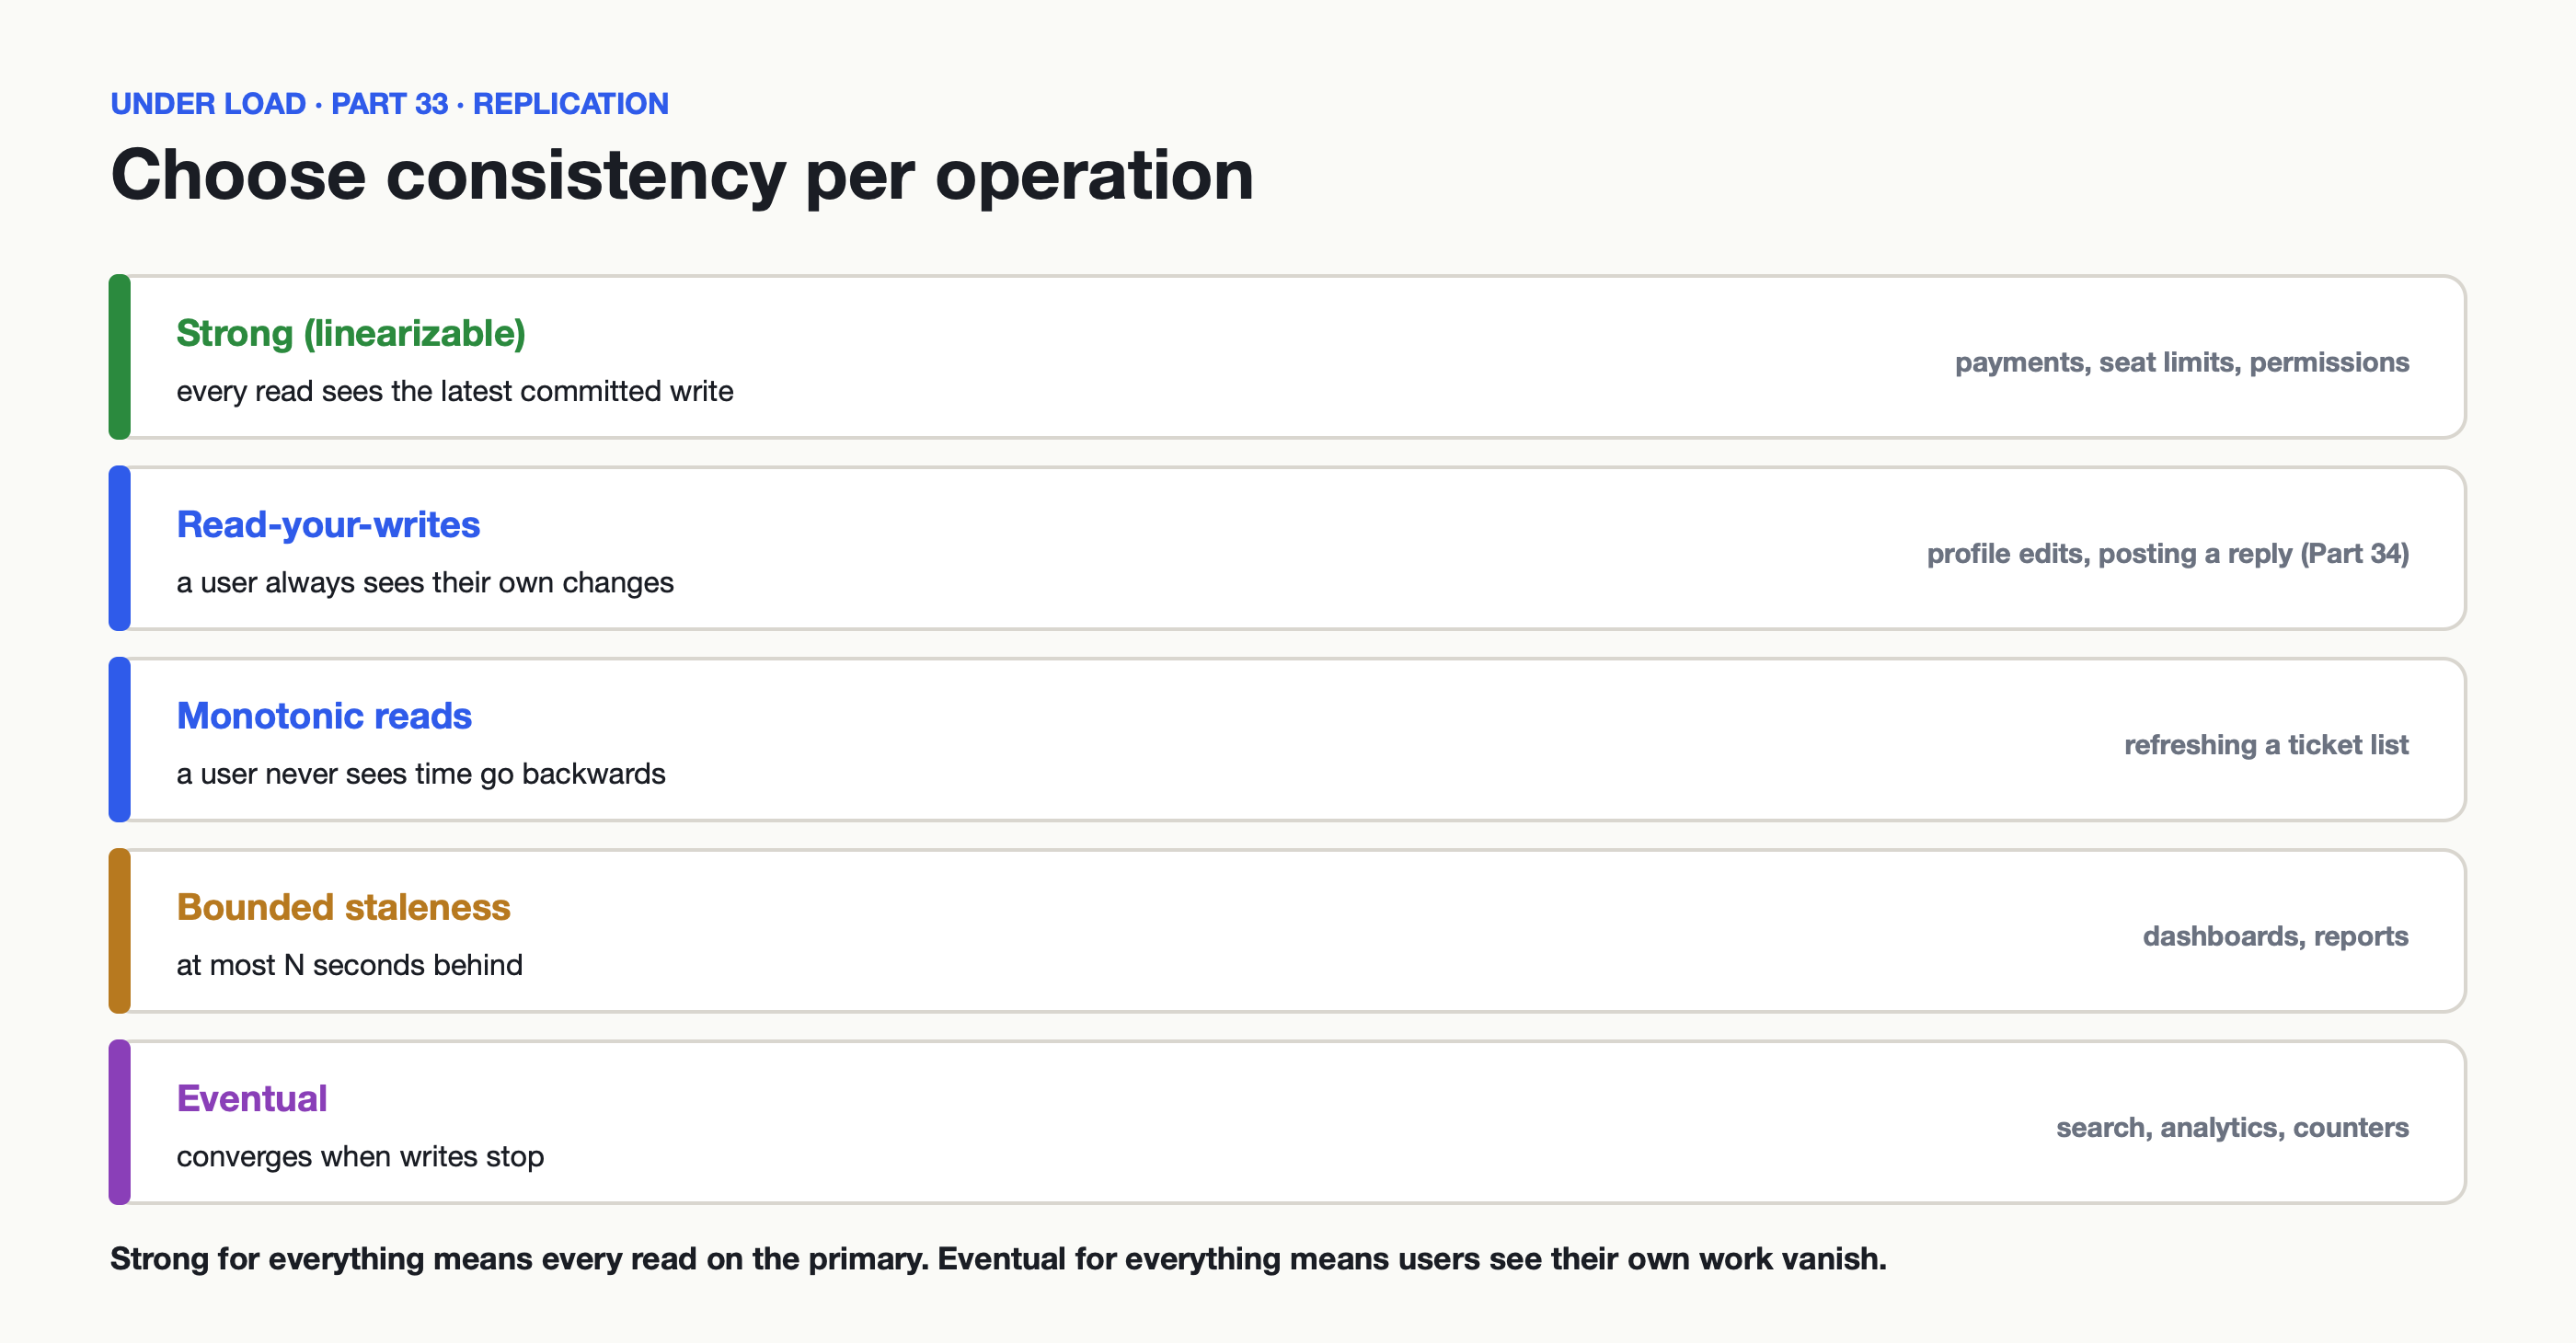 UNDER LOAD · PART 33 · REPLICATION
Choose consistency per operation
Strong (linearizable)
every read sees the latest committed write
payments, seat limits, permissions
Read-your-writes
a user always sees their own changes
profile edits, posting a reply (Part 34)
Monotonic reads
a user never sees time go backwards
refreshing a ticket list
Bounded staleness
at most N seconds behind
dashboards, reports
Eventual
converges when writes stop
search, analytics, counters
Strong for everything means every read on the primary. Eventual for everything means users see their own work vanish.